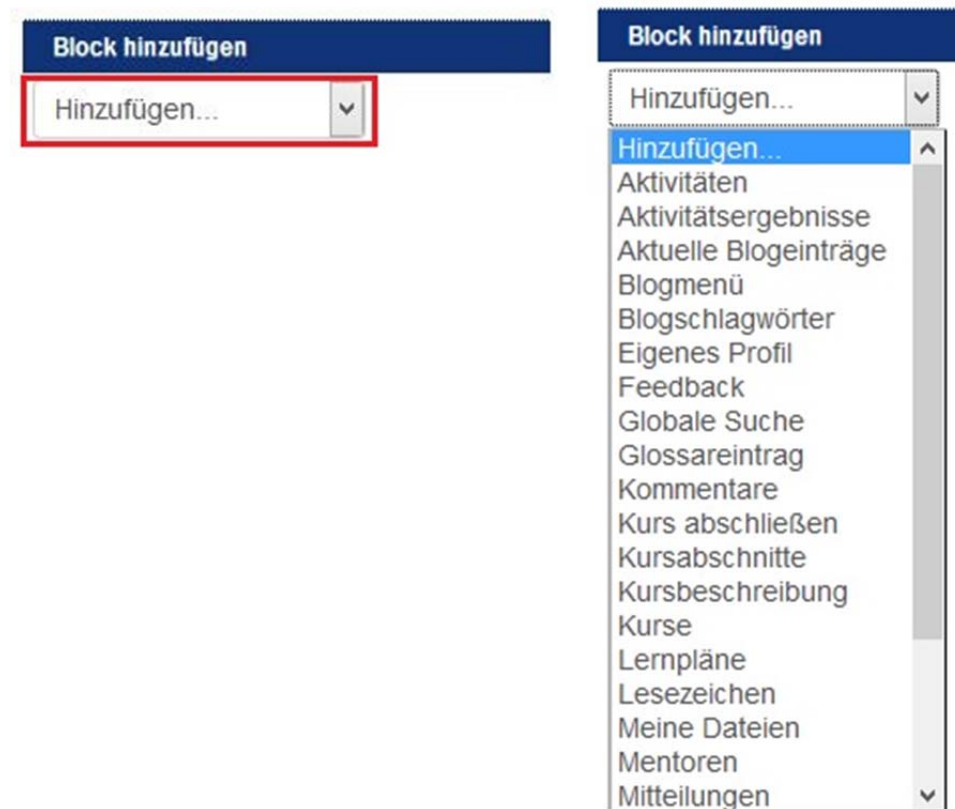 Block hinzufügen
Hinzufügen...
Block hinzufügen
Hinzufügen...
Hinzufügen...
Aktivitäten
Aktivitätsergebnisse
Aktuelle Blogeinträge
Blogmenü
Blogschlagwörter
Eigenes Profil
Feedback
Globale Suche
Glossareintrag
Kommentare
Kurs abschließen
Kursabschnitte
Kursbeschreibung
Kurse
Lernpläne
Lesezeichen
Meine Dateien
Mentoren
Mitteilungen